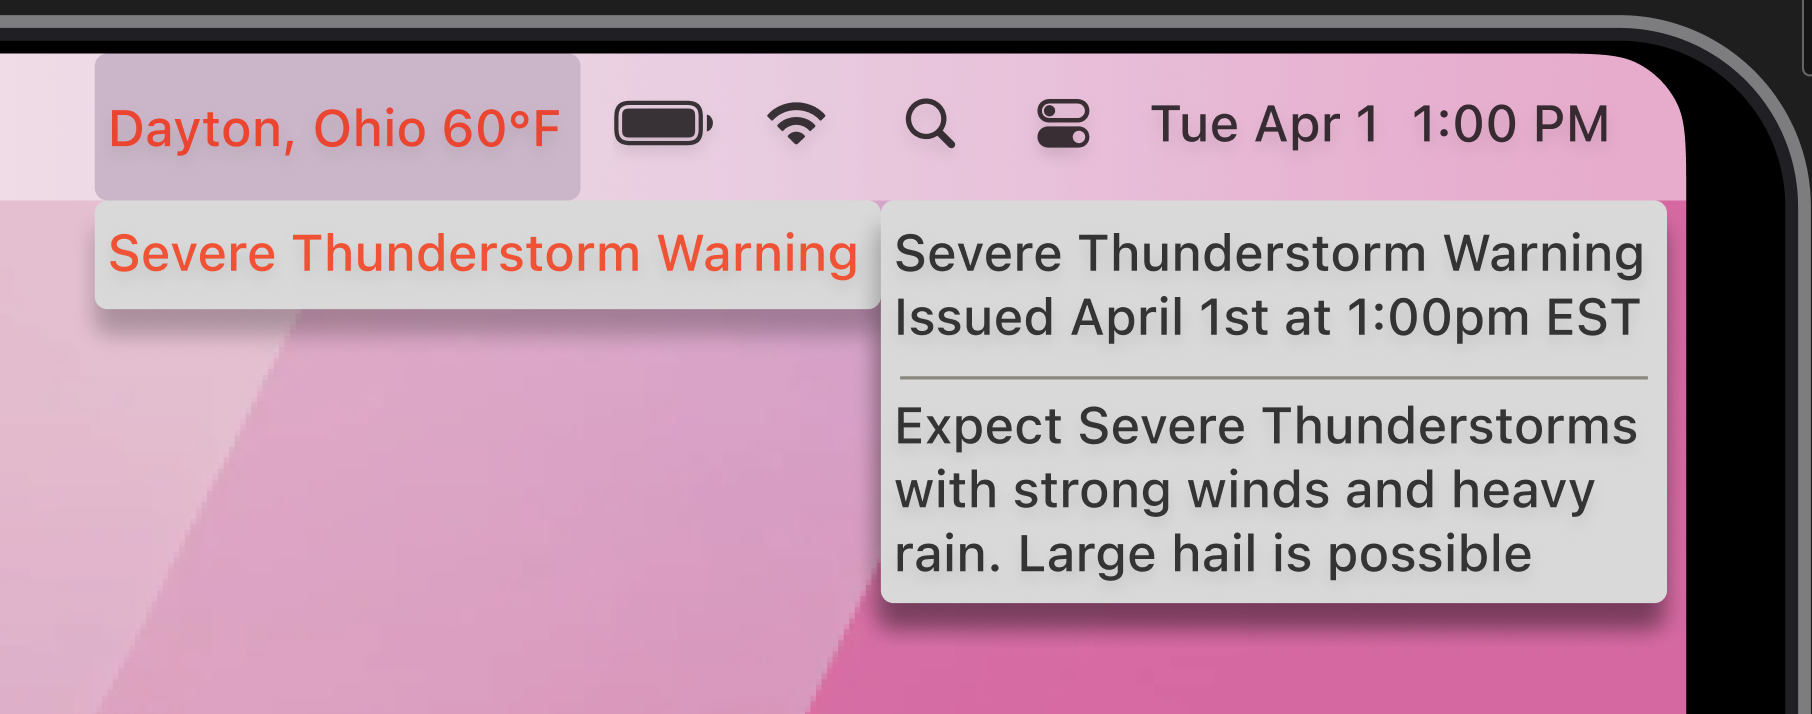 Dayton, Ohio 60°F
Tue Apr 1 1:00 PM
Severe Thunderstorm Warning
Severe Thunderstorm Warning
Issued April 1st at 1:00pm EST
Expect Severe Thunderstorms
with strong winds and heavy
rain. Large hail is possible